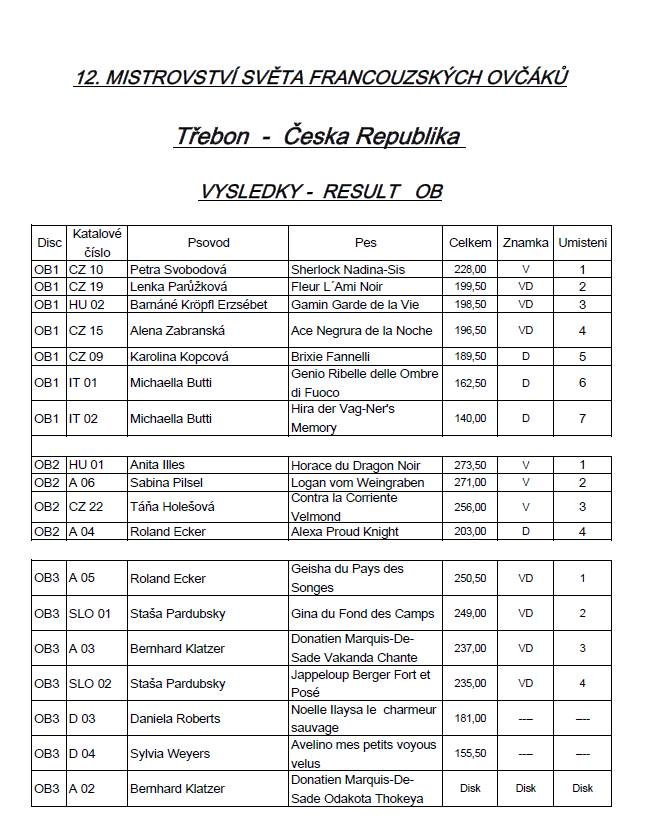 12. MISTROVSTVÍ SVĚTA FRANCOUZSKÝCH OVČÁKŮ
Třebon - Česka Republika
VYSLEDKY - RESULT OB
Disc Katalové číslo Psovod Pes Celkem Znamka Umisteni
OB1 CZ 10 Petra Svobodová Sherlock Nadina-Sis 228,00 V 1
OB1 CZ 19 Lenka Parůžková Fleur L´Ami Noir 199,50 VD 2
OB1 HU 02 Barnáné Kröpfl Erzsébet Gamin Garde de la Vie 198,50 VD 3
OB1 CZ 15 Alena Zabranská Ace Negrura de la Noche 196,50 VD 4
OB1 CZ 09 Karolina Kopcová Brixie Fannelli 189,50 D 5
OB1 IT 01 Michaella Butti Genio Ribelle delle Ombre di Fuoco 162,50 D 6
OB1 IT 02 Michaella Butti Hira der Vag-Ner's Memory 140,00 D 7
OB2 HU 01 Anita Illes Horace du Dragon Noir 273,50 V 1
OB2 A 06 Sabina Pilsel Logan vom Weingraben 271,00 V 2
OB2 CZ 22 Táňa Holešová Contra la Corriente Velmond 256,00 V 3
OB2 A 04 Roland Ecker Alexa Proud Knight 203,00 D 4
OB3 A 05 Roland Ecker Geisha du Pays des Songes 250,50 VD 1
OB3 SLO 01 Staša Pardubsky Gina du Fond des Camps 249,00 VD 2
OB3 A 03 Bernhard Klatzer Donatien Marquis-De-Sade Vakanda Chante 237,00 VD 3
OB3 SLO 02 Staša Pardubsky Jappeloup Berger Fort et Posé 235,00 VD 4
OB3 D 03 Daniela Roberts Noelle Ilaysa le charmeur sauvage 181,00 ---- ----
OB3 D 04 Sylvia Weyers Avelino mes petits voyous velus 155,50 ---- ----
OB3 A 02 Bernhard Klatzer Donatien Marquis-De-Sade Odakota Thokeya Disk Disk Disk